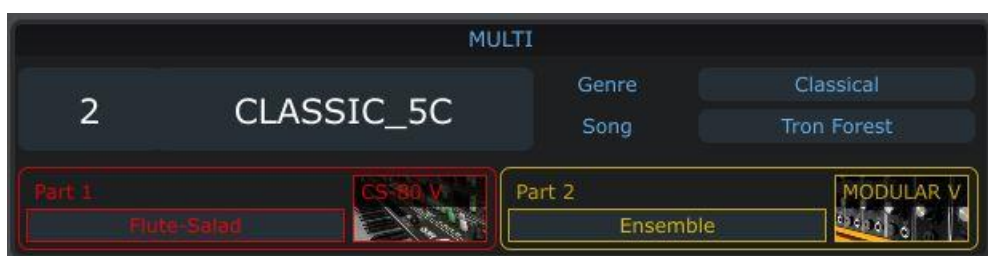 MULTI
2 CLASSIC_5C
Genre Classical
Song Tron Forest
Part 1 CS-80 V
Flute-Salad
Part 2 MODULAR V
Ensemble